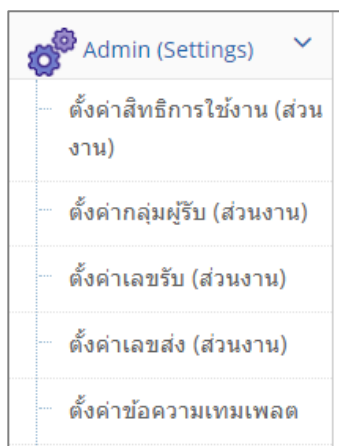 Admin (Settings)
ตั้งค่าสิทธิการใช้งาน (ส่วน
งาน)
ตั้งค่ากลุ่มผู้รับ (ส่วนงาน)
ตั้งค่าเลขรับ (ส่วนงาน)
ตั้งค่าเลขส่ง (ส่วนงาน)
ตั้งค่าข้อความเทมเพลต